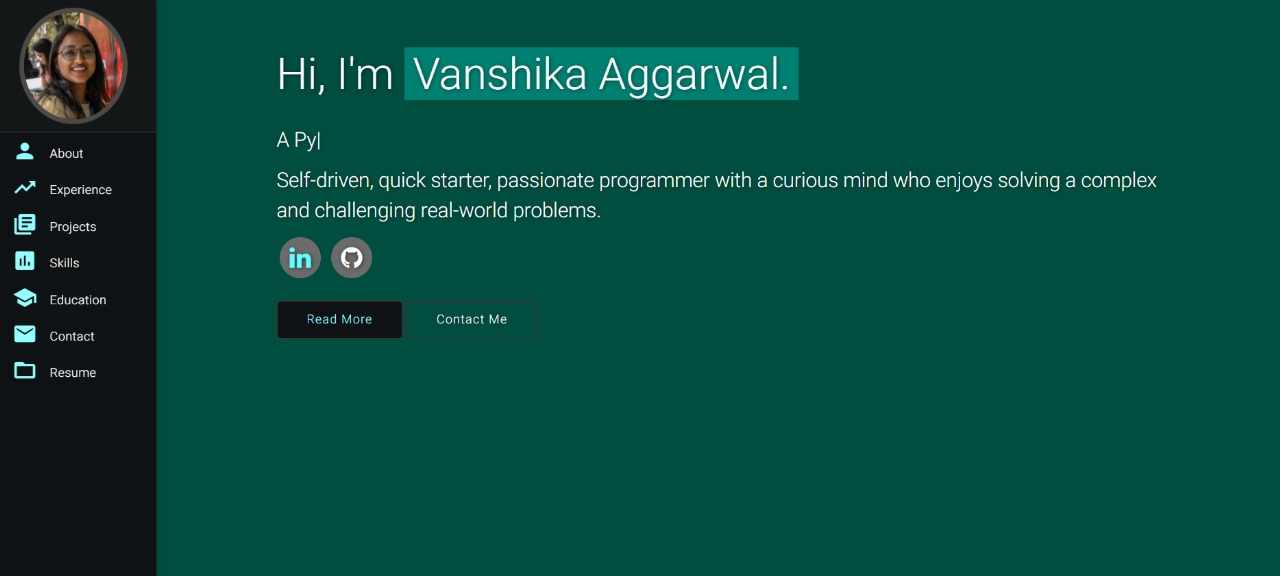 About
Experience
Projects
Skills
Education
Contact
Resume
Hi, I'm Vanshika Aggarwal.
A Py|
Self-driven, quick starter, passionate programmer with a curious mind who enjoys solving a complex
and challenging real-world problems.
in
Read More
Contact Me